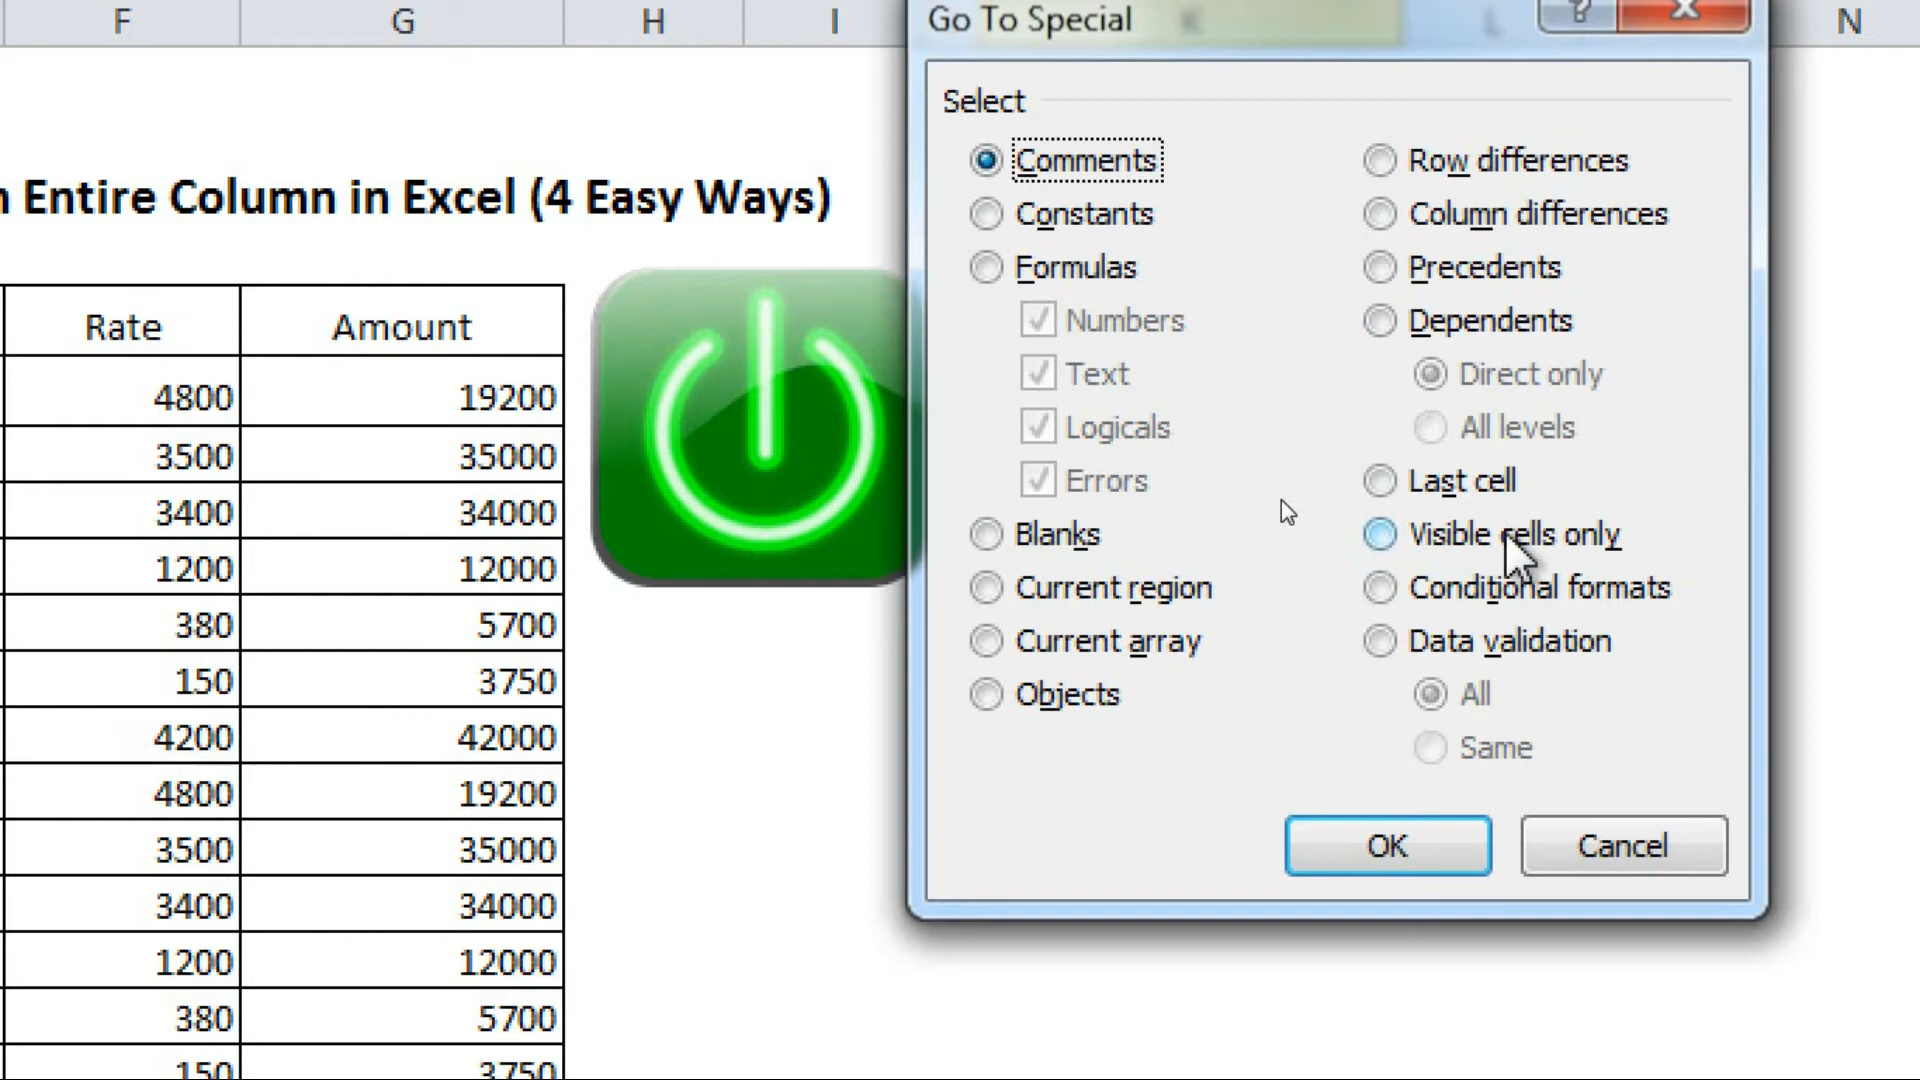 F G H I N
n Entire Column in Excel (4 Easy Ways)
Rate Amount
4800 19200
3500 35000
3400 34000
1200 12000
380 5700
150 3750
4200 42000
4800 19200
3500 35000
3400 34000
1200 12000
380 5700
150 3750
Go To Special K L ? X
Select
Comments
Constants
Formulas
Numbers
Text
Logicals
Errors
Blanks
Current region
Current array
Objects
Row differences
Column differences
Precedents
Dependents
Direct only
All levels
Last cell
Visible cells only
Conditional formats
Data validation
All
Same
OK Cancel